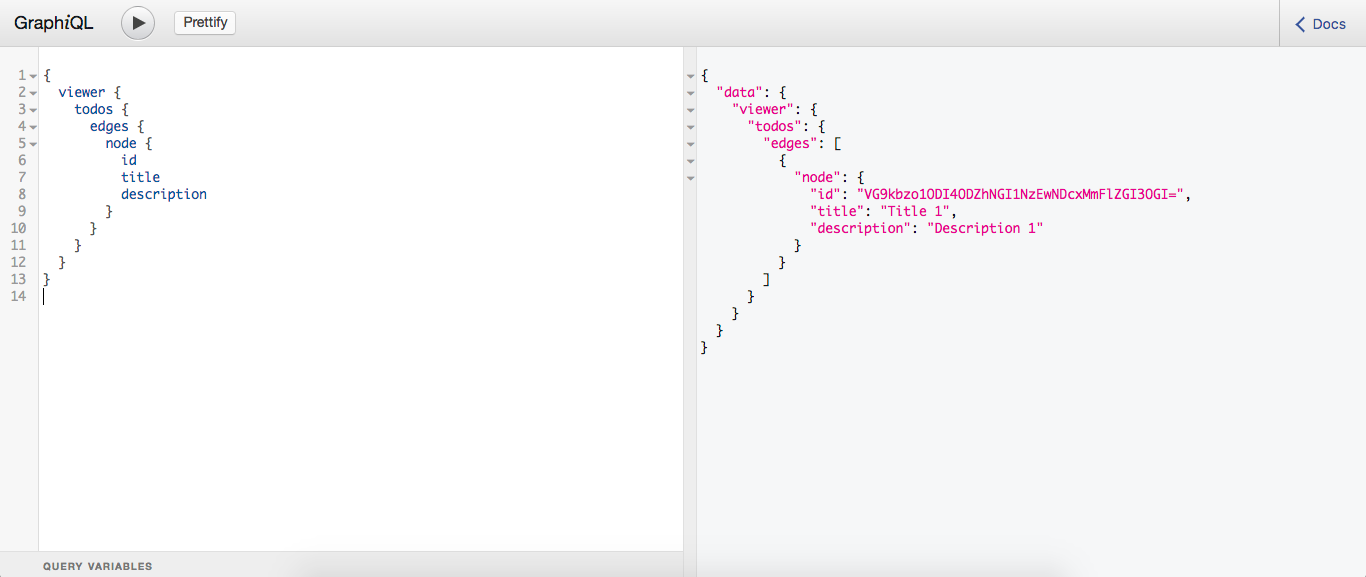 GraphiQL Prettify Docs
1 {
2 viewer {
3 todos {
4 edges {
5 node {
6 id
7 title
8 description
9 }
10 }
11 }
12 }
13 }
14
QUERY VARIABLES
{
"data": {
"viewer": {
"todos": {
"edges": [
{
"node": {
"id": "VG9kbzo1ODI4ODZhNGI1NzEwNDcxMmFlZGI3OGI=",
"title": "Title 1",
"description": "Description 1"
}
}
]
}
}
}
}